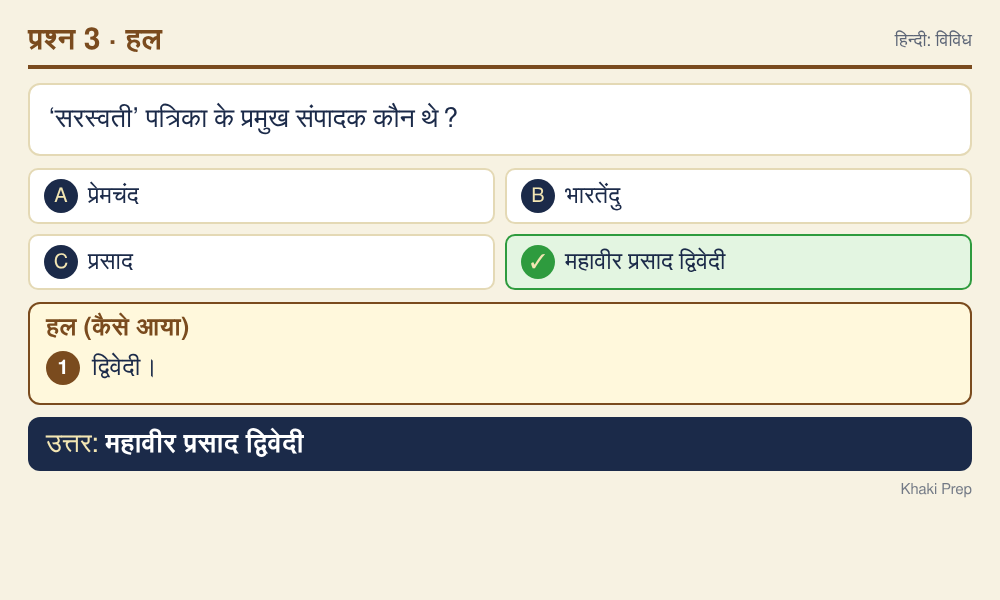 प्रश्न 3 · हल
हिन्दी: विविध
‘सरस्वती’ पत्रिका के प्रमुख संपादक कौन थे ?
A प्रेमचंद
B भारतेंदु
C प्रसाद
✓ महावीर प्रसाद द्विवेदी
हल (कैसे आया)
1 द्विवेदी।
उत्तर: महावीर प्रसाद द्विवेदी
Khaki Prep